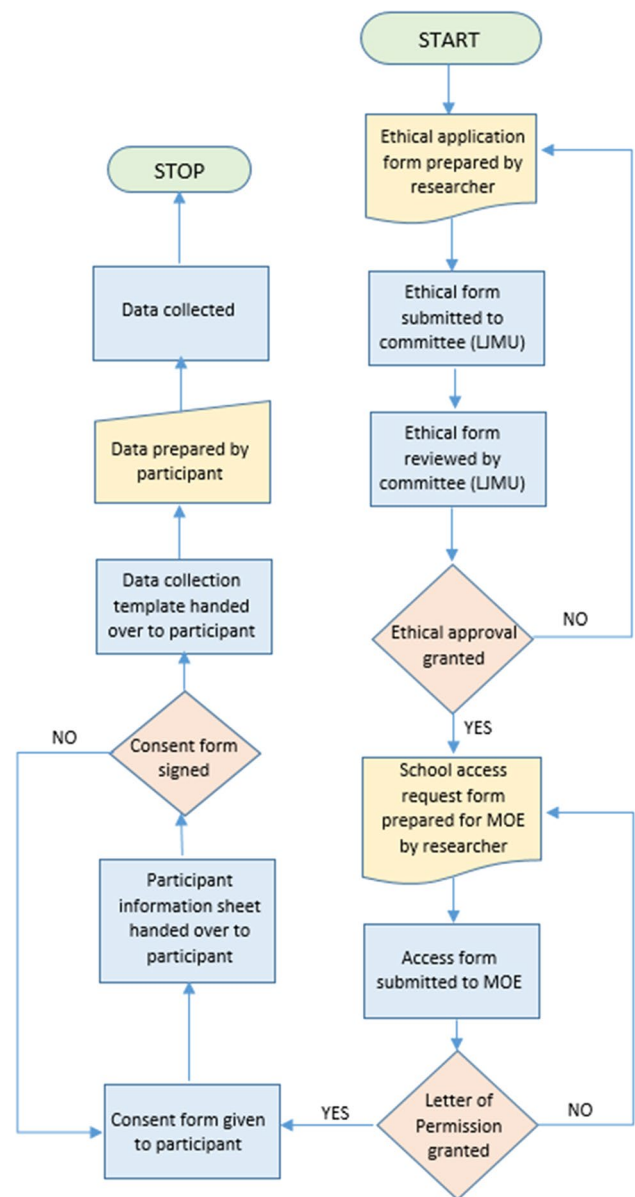 START
Ethical application
form prepared by
researcher
Ethical form
submitted to
committee (LJMU)
Ethical form
reviewed by
committee (LJMU)
Ethical approval
granted
NO
YES
School access
request form
prepared for MOE
by researcher
Access form
submitted to MOE
Letter of
Permission
granted
NO
YES
Consent form given
to participant
Participant
information sheet
handed over to
participant
Consent form
signed
NO
Data collection
template handed
over to participant
Data prepared by
participant
Data collected
STOP